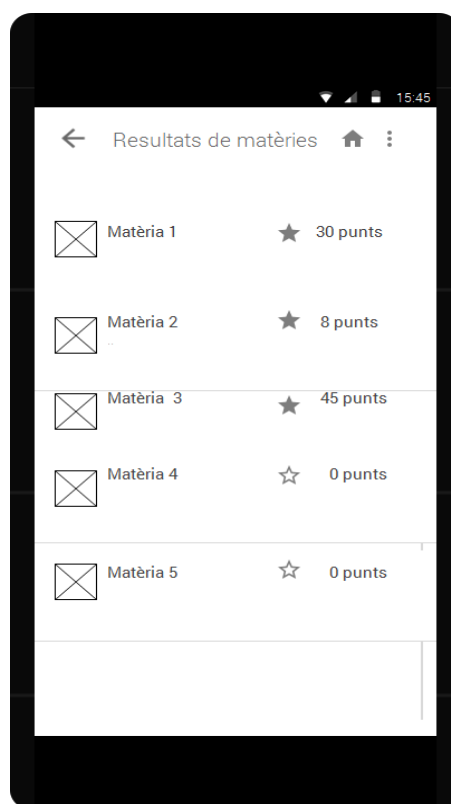 15:45
Resultats de matèries
Matèria 1 30 punts
Matèria 2 8 punts
Matèria 3 45 punts
Matèria 4 0 punts
Matèria 5 0 punts